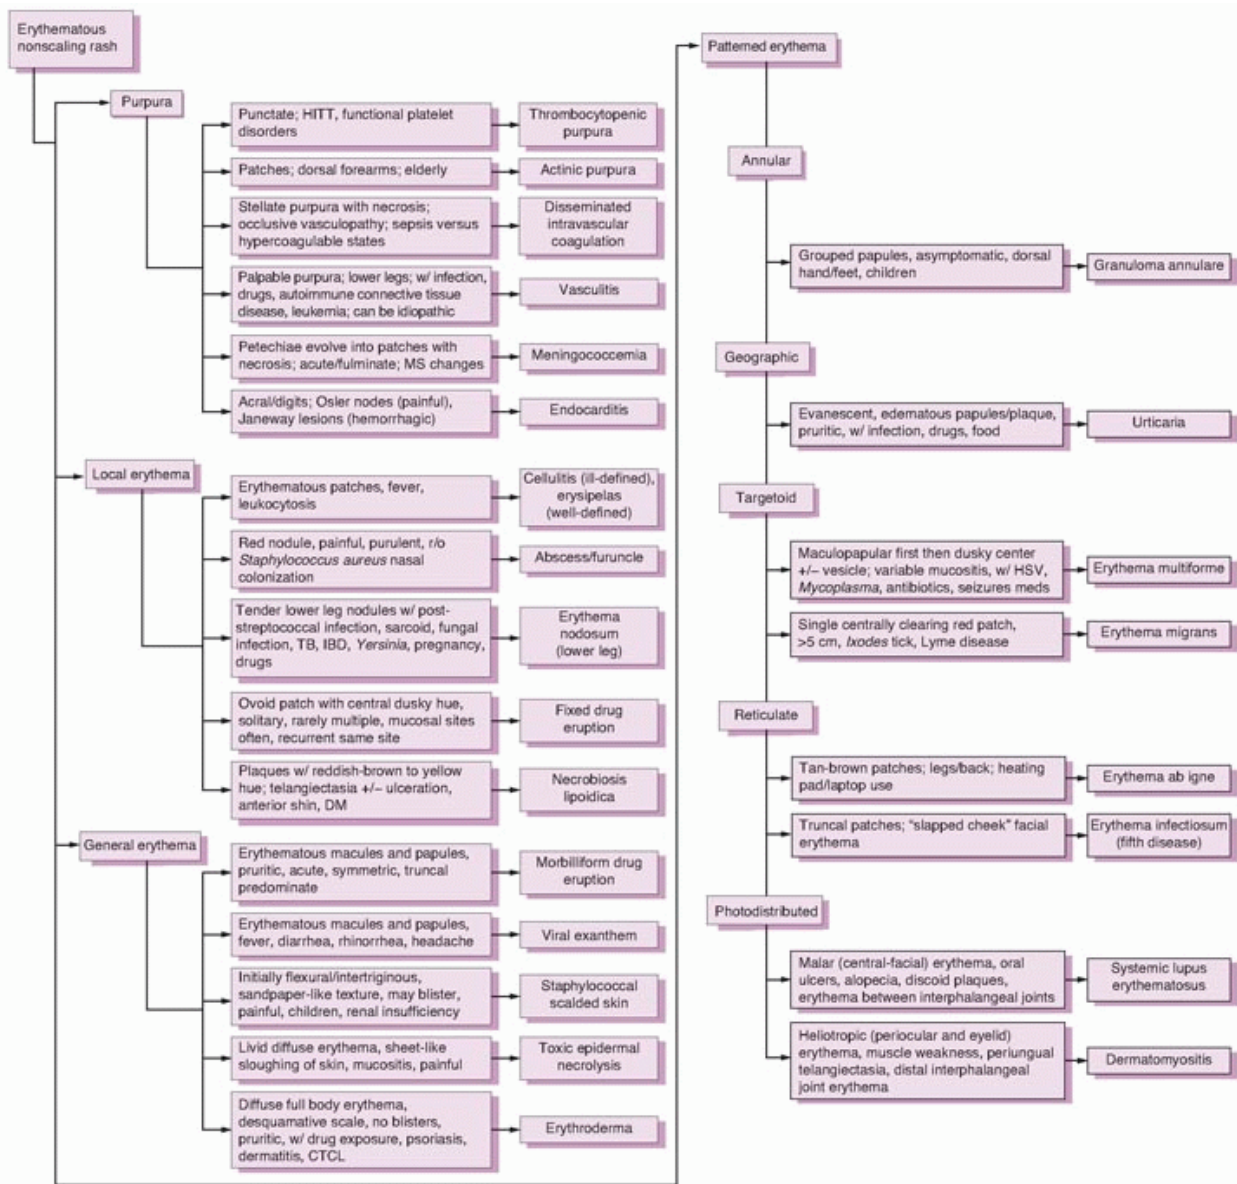 Erythematous
nonscaling rash
Purpura
Punctate; HITT, functional platelet
disorders
Thrombocytopenic
purpura
Patches; dorsal forearms; elderly
Actinic purpura
Stellate purpura with necrosis;
occlusive vasculopathy; sepsis versus
hypercoagulable states
Disseminated
intravascular
coagulation
Palpable purpura; lower legs; w/ infection,
drugs, autoimmune connective tissue
disease, leukemia; can be idiopathic
Vasculitis
Petechiae evolve into patches with
necrosis; acute/fulminate; MS changes
Meningococcemia
Acral/digits; Osler nodes (painful),
Janeway lesions (hemorrhagic)
Endocarditis
Local erythema
Erythematous patches, fever,
leukocytosis
Cellulitis (ill-defined),
erysipelas
(well-defined)
Red nodule, painful, purulent, r/o
Staphylococcus aureus nasal
colonization
Abscess/furuncle
Tender lower leg nodules w/ post-
streptococcal infection, sarcoid, fungal
infection, TB, IBD, Yersinia, pregnancy,
drugs
Erythema
nodosum
(lower leg)
Ovoid patch with central dusky hue,
solitary, rarely multiple, mucosal sites
often, recurrent same site
Fixed drug
eruption
Plaques w/ reddish-brown to yellow
hue; telangiectasia +/– ulceration,
anterior shin, DM
Necrobiosis
lipoidica
General erythema
Erythematous macules and papules,
pruritic, acute, symmetric, truncal
predominate
Morbilliform drug
eruption
Erythematous macules and papules,
fever, diarrhea, rhinorrhea, headache
Viral exanthem
Initially flexural/intertriginous,
sandpaper-like texture, may blister,
painful, children, renal insufficiency
Staphylococcal
scalded skin
Livid diffuse erythema, sheet-like
sloughing of skin, mucositis, painful
Toxic epidermal
necrolysis
Diffuse full body erythema,
desquamative scale, no blisters,
pruritic, w/ drug exposure, psoriasis,
dermatitis, CTCL
Erythroderma
Patterned erythema
Annular
Grouped papules, asymptomatic, dorsal
hand/feet, children
Granuloma annulare
Geographic
Evanescent, edematous papules/plaque,
pruritic, w/ infection, drugs, food
Urticaria
Targetoid
Maculopapular first then dusky center
+/– vesicle; variable mucositis, w/ HSV,
Mycoplasma, antibiotics, seizures meds
Erythema multiforme
Single centrally clearing red patch,
>5 cm, Ixodes tick, Lyme disease
Erythema migrans
Reticulate
Tan-brown patches; legs/back; heating
pad/laptop use
Erythema ab igne
Truncal patches; “slapped cheek” facial
erythema
Erythema infectiosum
(fifth disease)
Photodistributed
Malar (central-facial) erythema, oral
ulcers, alopecia, discoid plaques,
erythema between interphalangeal joints
Systemic lupus
erythematosus
Heliotropic (periocular and eyelid)
erythema, muscle weakness, periungual
telangiectasia, distal interphalangeal
joint erythema
Dermatomyositis